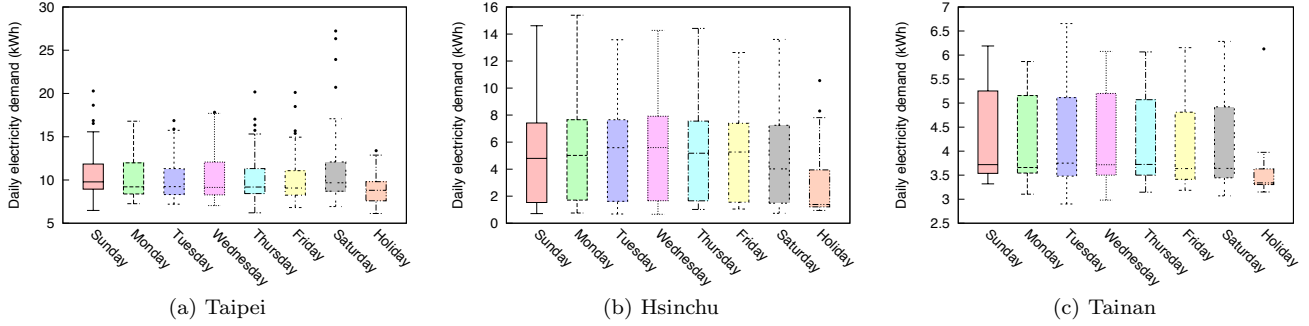 Daily electricity demand (kWh)
30
25
20
15
10
5
Sunday
Monday
Tuesday
Wednesday
Thursday
Friday
Saturday
Holiday
(a) Taipei
Daily electricity demand (kWh)
16
14
12
10
8
6
4
2
0
Sunday
Monday
Tuesday
Wednesday
Thursday
Friday
Saturday
Holiday
(b) Hsinchu
Daily electricity demand (kWh)
7
6.5
6
5.5
5
4.5
4
3.5
3
2.5
Sunday
Monday
Tuesday
Wednesday
Thursday
Friday
Saturday
Holiday
(c) Tainan